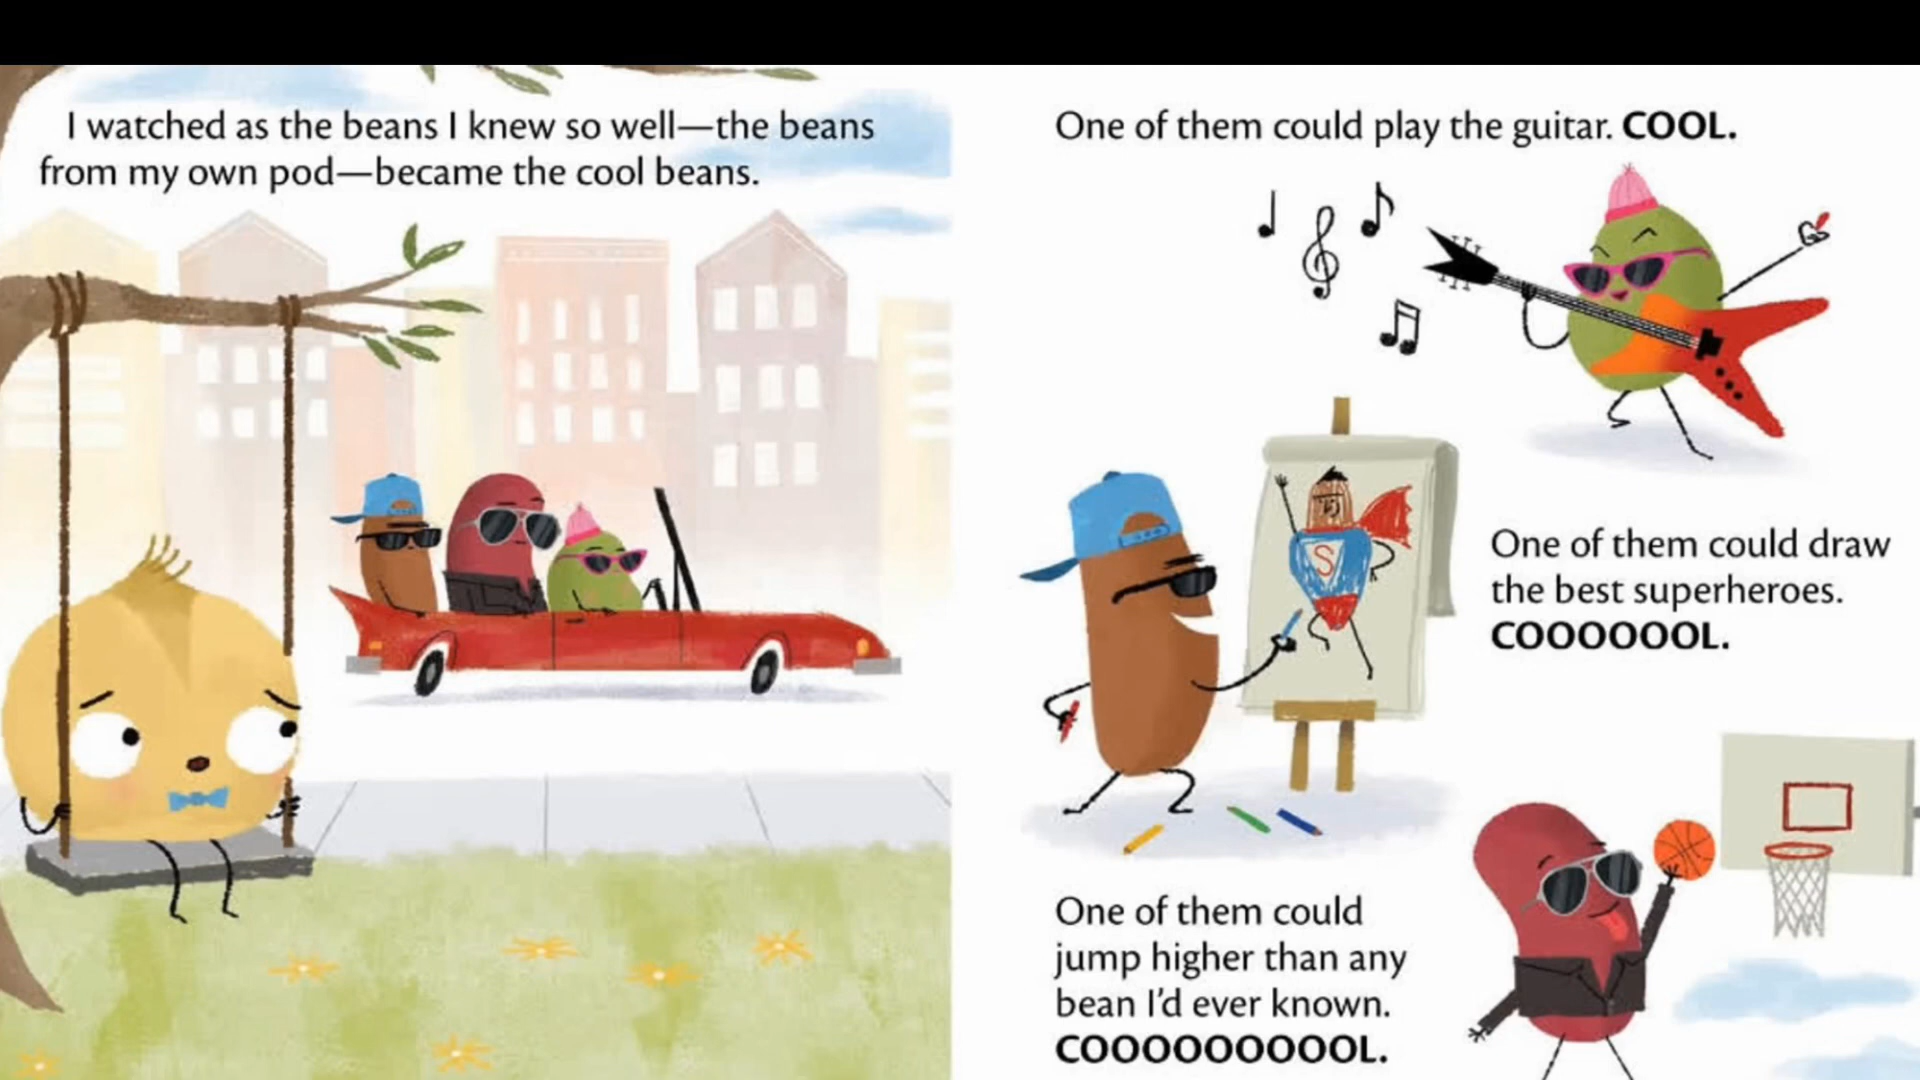 I watched as the beans I knew so well—the beans
from my own pod—became the cool beans.
One of them could play the guitar. COOL.
S
One of them could draw
the best superheroes.
COOOOOOL.
One of them could
jump higher than any
bean I'd ever known.
COOOOOOOOOOL.